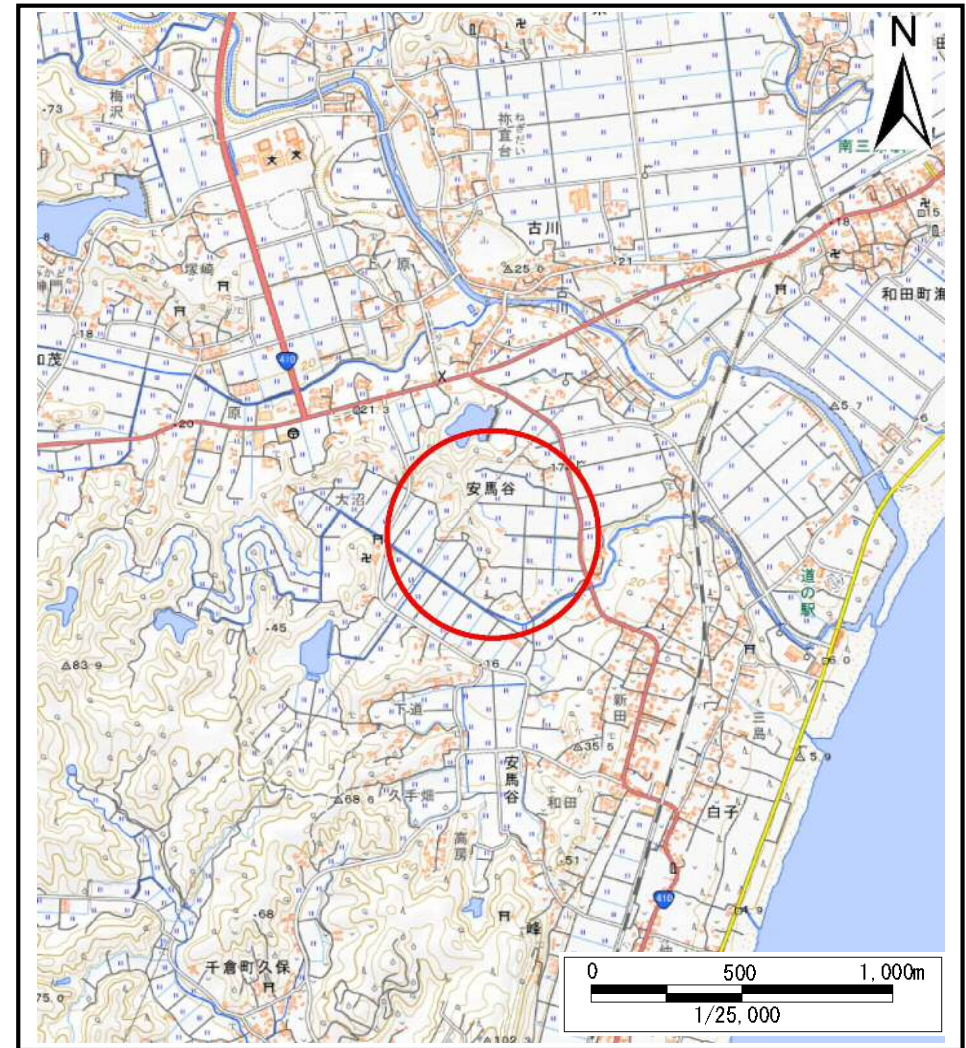 N
73
梅沢
祢宜台
ねぎだい
南三原駅
18
15
古川
塚崎
原
25.0
21
古川
和田町海
18
加茂
410
20
原
20
21.3
5.7
6
17
安馬谷
大沼
道の駅
45
83.9
16
6.0
下道
新田
三島
35.5
5.9
安馬谷
68.6
久手畑
和田
白子
高房
51
410
4.9
68
峰
千倉町久保
75.0
102.3
0 500 1,000m
1/25,000